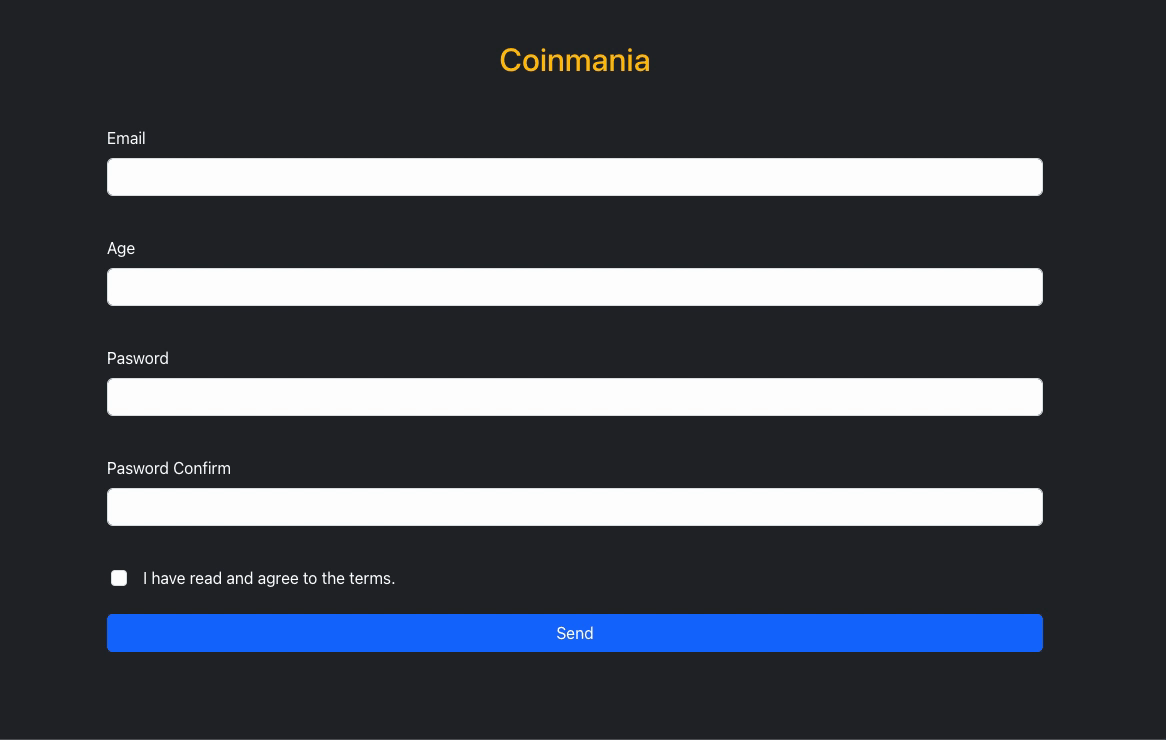 Coinmania
Email
Age
Pasword
Pasword Confirm
I have read and agree to the terms.
Send